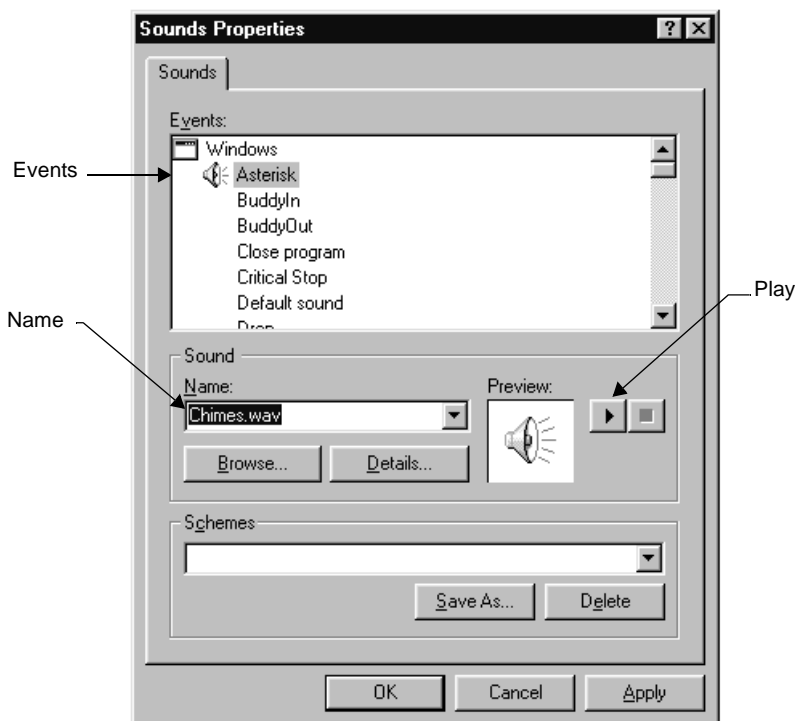 Sounds Properties
Sounds
Events:
Windows
Events
Asterisk
BuddyIn
BuddyOut
Close program
Critical Stop
Default sound
Drop
Play
Name
Sound
Name:
Preview:
Chimes.wav
Browse...
Details...
Schemes
Save As...
Delete
OK
Cancel
Apply